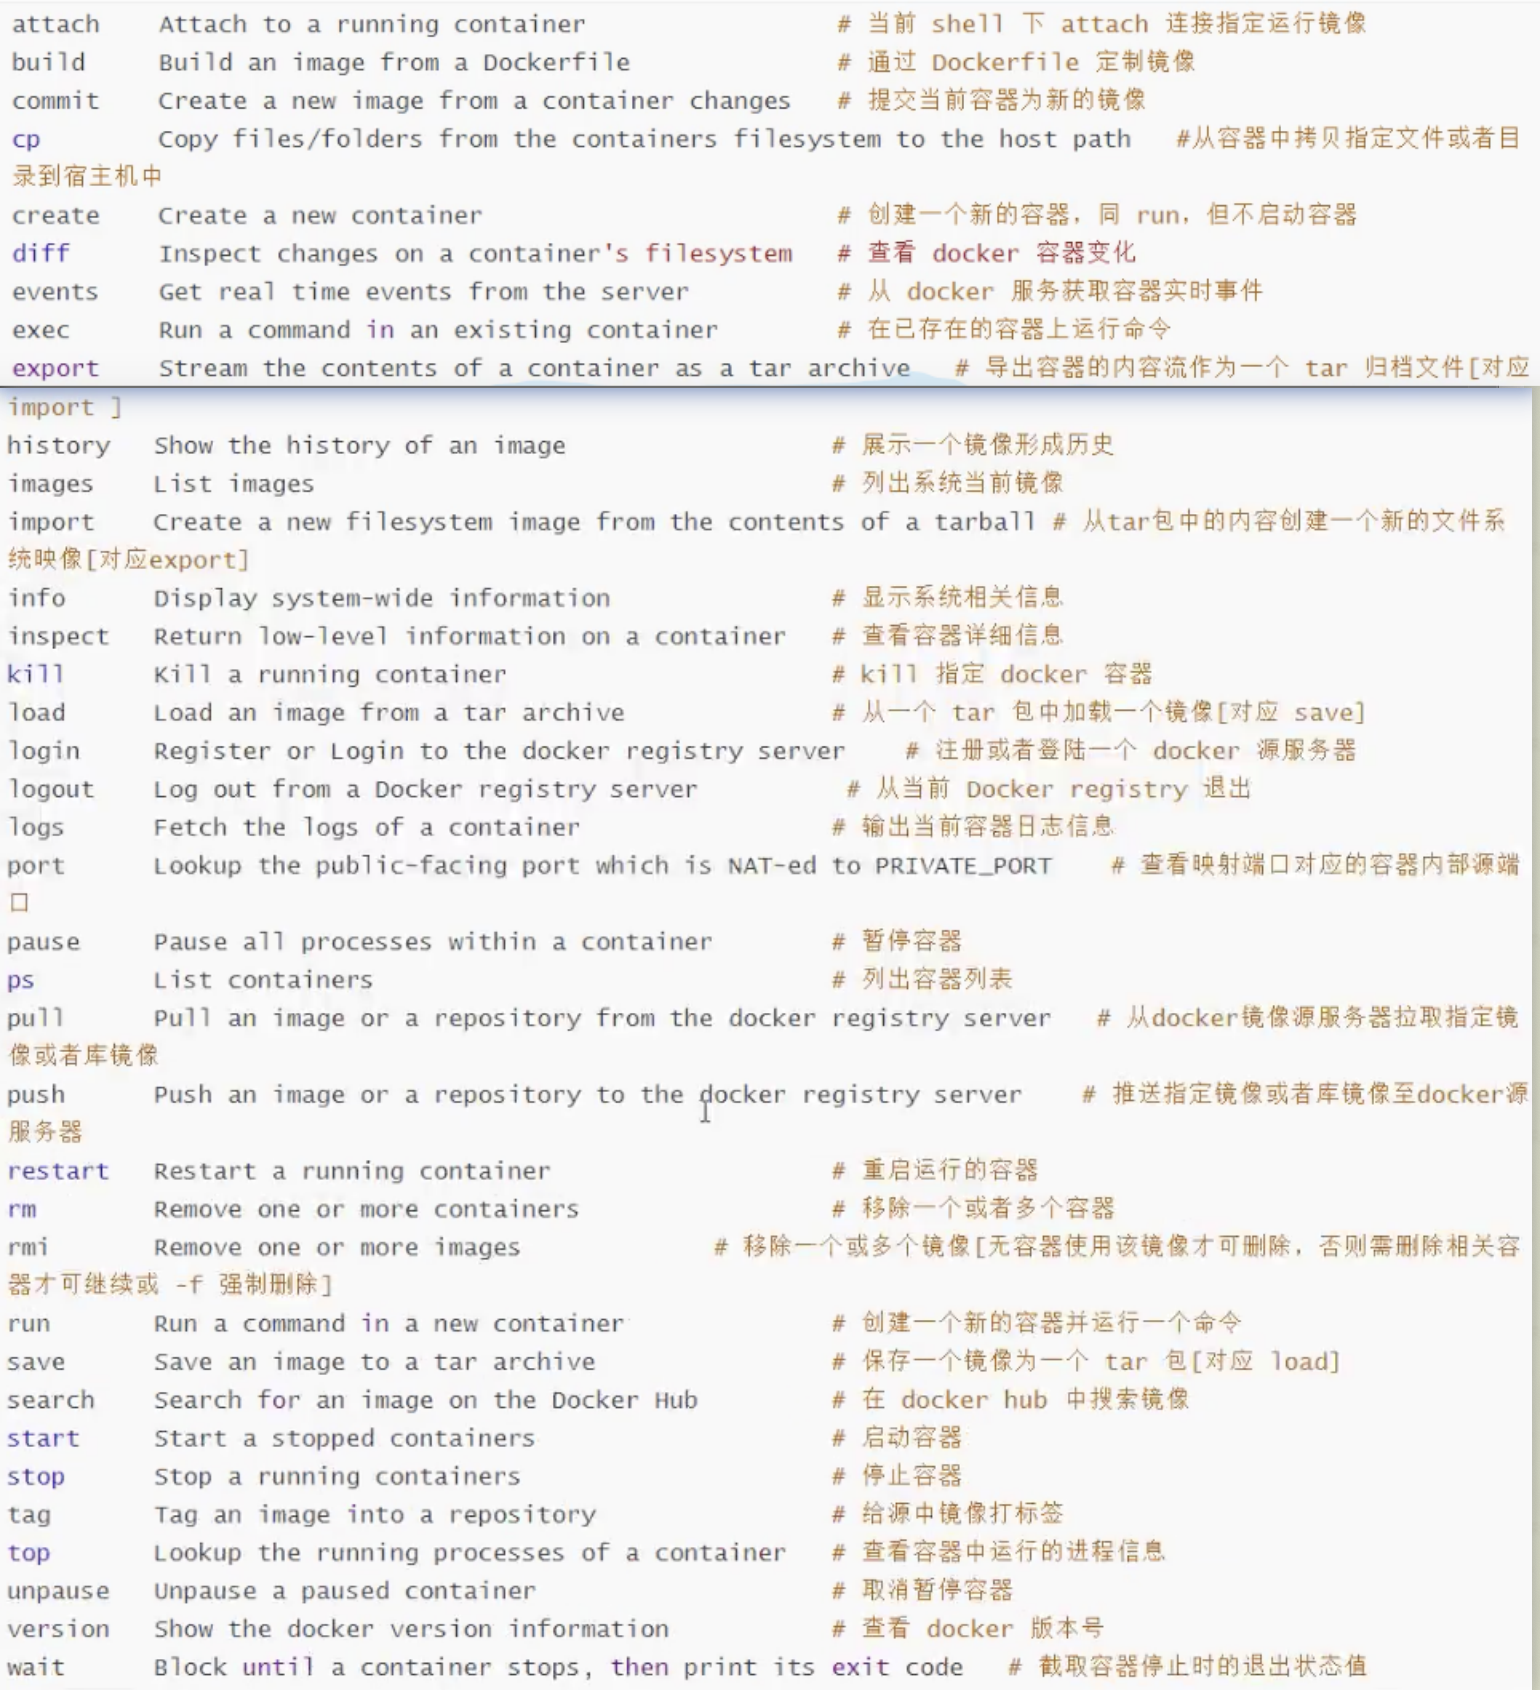 attach    Attach to a running container    # 当前 shell 下 attach 连接指定运行镜像
build    Build an image from a Dockerfile    # 通过 Dockerfile 定制镜像
commit    Create a new image from a container changes    # 提交当前容器为新的镜像
cp    Copy files/folders from the containers filesystem to the host path    #从容器中拷贝指定文件或者目
录到宿主机中
create    Create a new container    # 创建一个新的容器，同 run，但不启动容器
diff    Inspect changes on a container's filesystem    # 查看 docker 容器变化
events    Get real time events from the server    # 从 docker 服务获取容器实时事件
exec    Run a command in an existing container    # 在已存在的容器上运行命令
export    Stream the contents of a container as a tar archive    # 导出容器的内容流作为一个 tar 归档文件[对应
import ]
history    Show the history of an image    # 展示一个镜像形成历史
images    List images    # 列出系统当前镜像
import    Create a new filesystem image from the contents of a tarball # 从tar包中的内容创建一个新的文件系
统映像[对应export]
info    Display system-wide information    # 显示系统相关信息
inspect    Return low-level information on a container    # 查看容器详细信息
kill    Kill a running container    # kill 指定 docker 容器
load    Load an image from a tar archive    # 从一个 tar 包中加载一个镜像[对应 save]
login    Register or Login to the docker registry server    # 注册或者登陆一个 docker 源服务器
logout    Log out from a Docker registry server    # 从当前 Docker registry 退出
logs    Fetch the logs of a container    # 输出当前容器日志信息
port    Lookup the public-facing port which is NAT-ed to PRIVATE_PORT    # 查看映射端口对应的容器内部源端
口
pause    Pause all processes within a container    # 暂停容器
ps    List containers    # 列出容器列表
pull    Pull an image or a repository from the docker registry server    # 从docker镜像源服务器拉取指定镜
像或者库镜像
push    Push an image or a repository to the docker registry server    # 推送指定镜像或者库镜像至docker源
服务器
restart    Restart a running container    # 重启运行的容器
rm    Remove one or more containers    # 移除一个或者多个容器
rmi    Remove one or more images    # 移除一个或多个镜像[无容器使用该镜像才可删除，否则需删除相关容
器才可继续或 -f 强制删除]
run    Run a command in a new container    # 创建一个新的容器并运行一个命令
save    Save an image to a tar archive    # 保存一个镜像为一个 tar 包[对应 load]
search    Search for an image on the Docker Hub    # 在 docker hub 中搜索镜像
start    Start a stopped containers    # 启动容器
stop    Stop a running containers    # 停止容器
tag    Tag an image into a repository    # 给源中镜像打标签
top    Lookup the running processes of a container    # 查看容器中运行的进程信息
unpause    Unpause a paused container    # 取消暂停容器
version    Show the docker version information    # 查看 docker 版本号
wait    Block until a container stops, then print its exit code    # 截取容器停止时的退出状态值